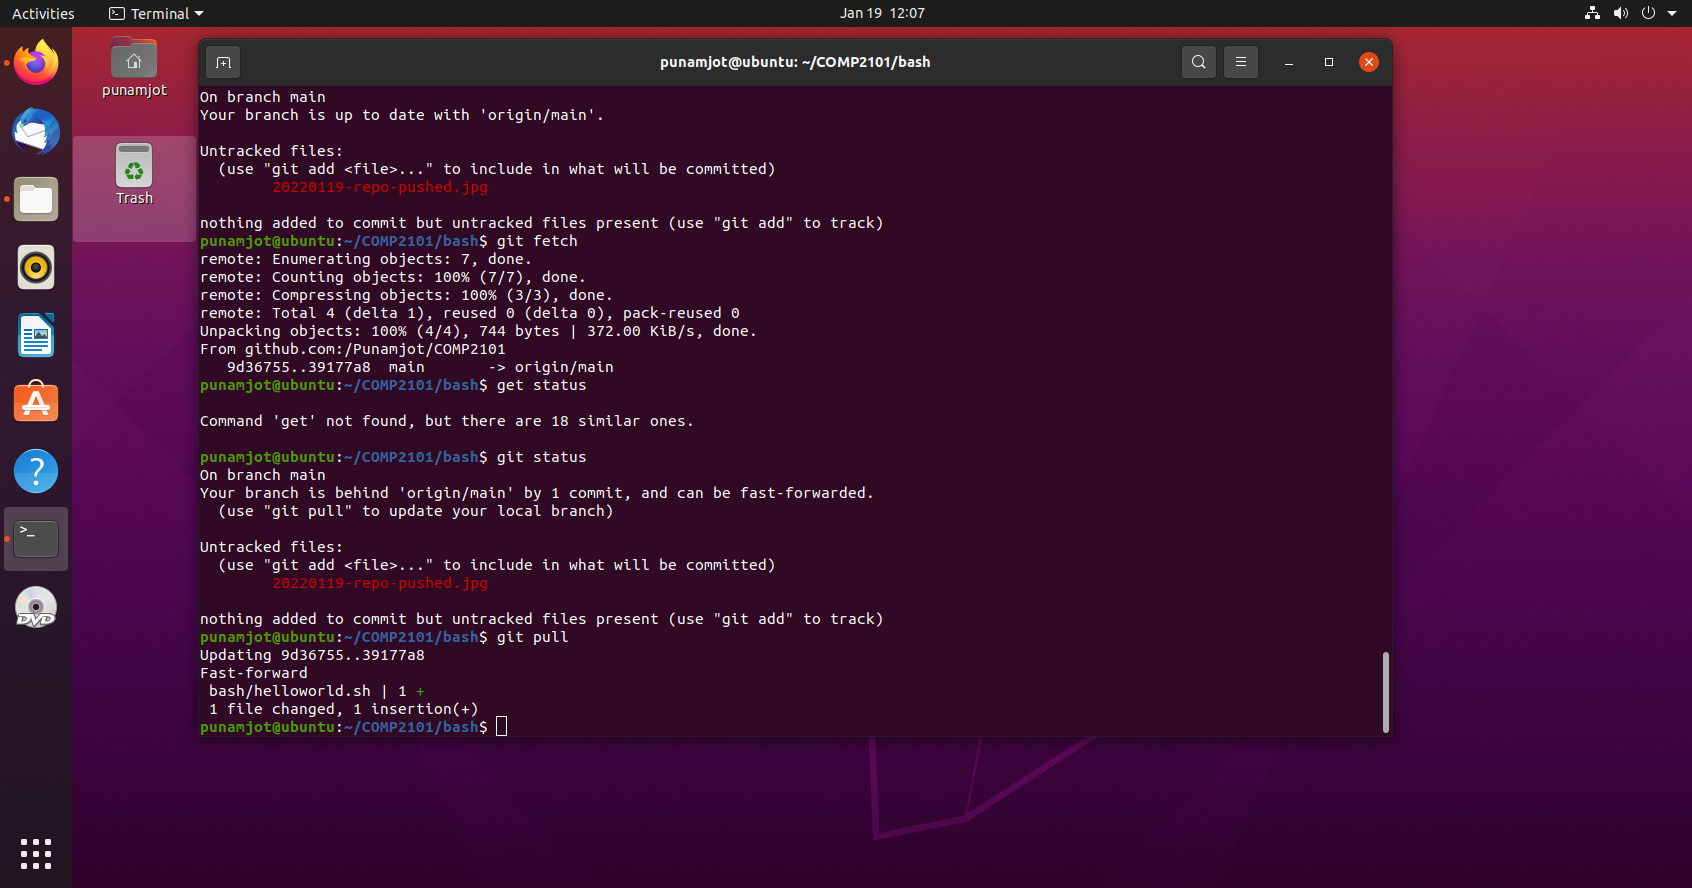 Activities
Terminal
Jan 19 12:07
punamjot
Trash
punamjot@ubuntu: ~/COMP2101/bash
On branch main
Your branch is up to date with 'origin/main'.
Untracked files:
(use "git add <file>..." to include in what will be committed)
20220119-repo-pushed.jpg
nothing added to commit but untracked files present (use "git add" to track)
punamjot@ubuntu:~/COMP2101/bash$ git fetch
remote: Enumerating objects: 7, done.
remote: Counting objects: 100% (7/7), done.
remote: Compressing objects: 100% (3/3), done.
remote: Total 4 (delta 1), reused 0 (delta 0), pack-reused 0
Unpacking objects: 100% (4/4), 744 bytes | 372.00 KiB/s, done.
From github.com:/Punamjot/COMP2101
9d36755..39177a8  main       -> origin/main
punamjot@ubuntu:~/COMP2101/bash$ get status
Command 'get' not found, but there are 18 similar ones.
punamjot@ubuntu:~/COMP2101/bash$ git status
On branch main
Your branch is behind 'origin/main' by 1 commit, and can be fast-forwarded.
(use "git pull" to update your local branch)
Untracked files:
(use "git add <file>..." to include in what will be committed)
20220119-repo-pushed.jpg
nothing added to commit but untracked files present (use "git add" to track)
punamjot@ubuntu:~/COMP2101/bash$ git pull
Updating 9d36755..39177a8
Fast-forward
bash/helloworld.sh | 1 +
1 file changed, 1 insertion(+)
punamjot@ubuntu:~/COMP2101/bash$
DVD